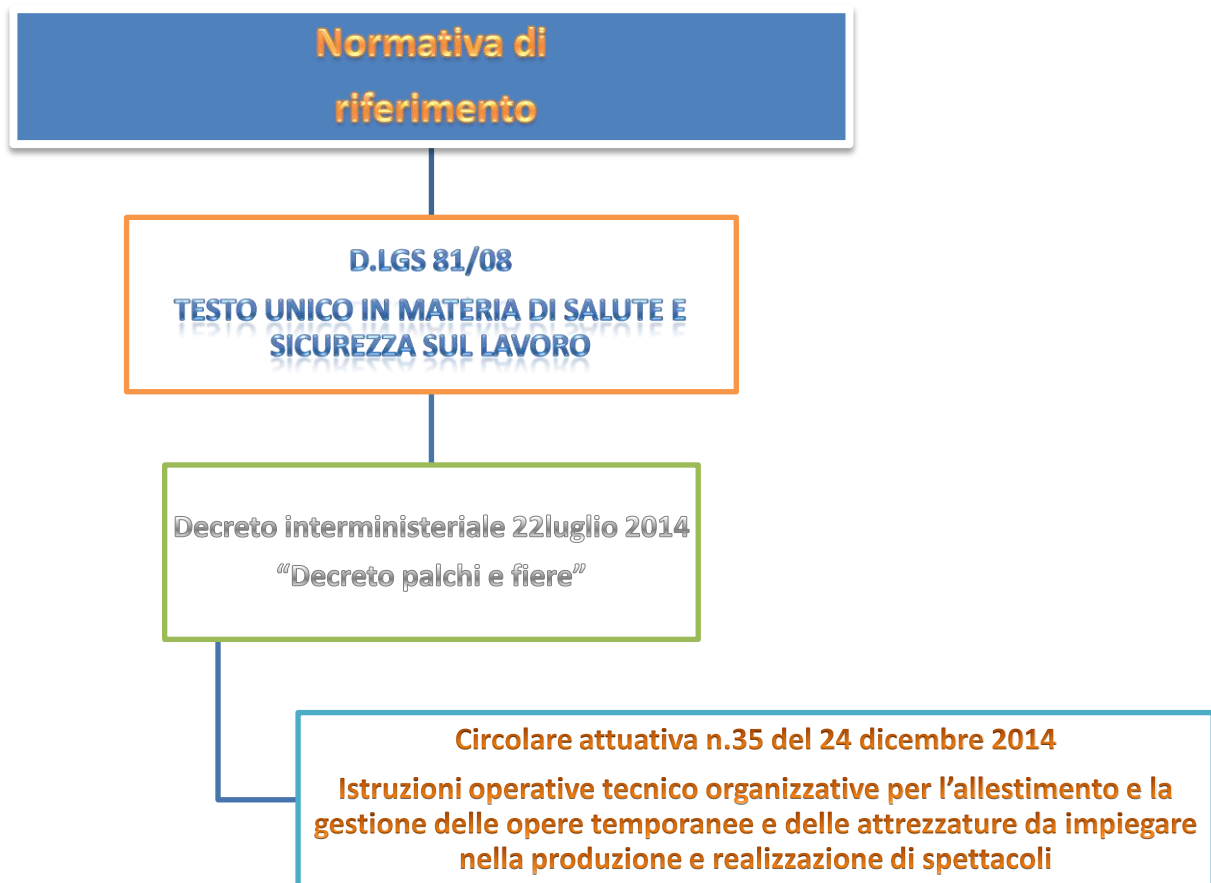 Normativa di
riferimento
D.LGS 81/08
TESTO UNICO IN MATERIA DI SALUTE E
SICUREZZA SUL LAVORO
Decreto interministeriale 22luglio 2014
“Decreto palchi e fiere”
Circolare attuativa n.35 del 24 dicembre 2014
Istruzioni operative tecnico organizzative per l’allestimento e la
gestione delle opere temporanee e delle attrezzature da impiegare
nella produzione e realizzazione di spettacoli